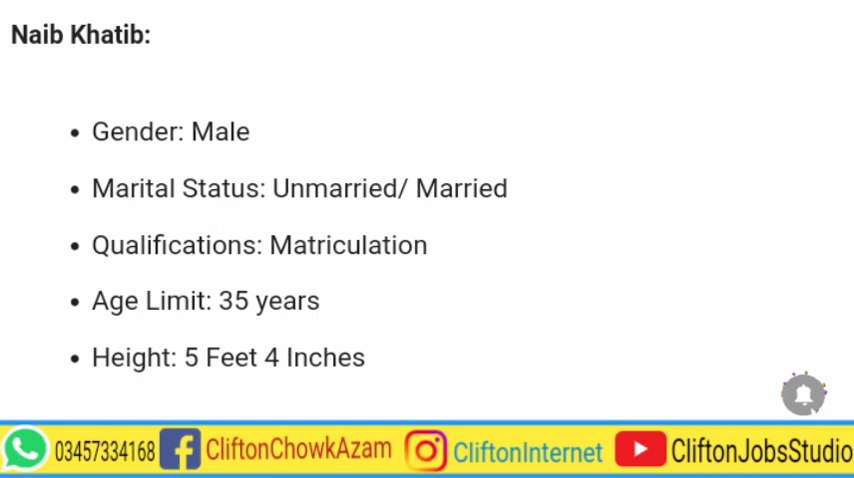 Naib Khatib:
• Gender: Male
• Marital Status: Unmarried/ Married
• Qualifications: Matriculation
• Age Limit: 35 years
• Height: 5 Feet 4 Inches
03457334168 CliftonChowkAzam CliftonInternet CliftonJobsStudio